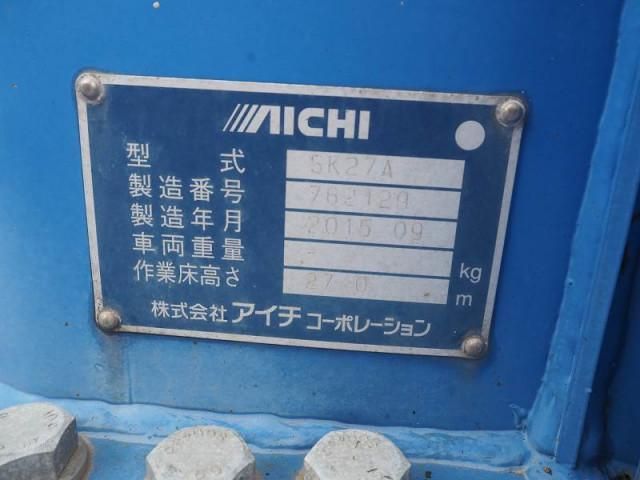 AICHI
型式 SK27A
製造番号 762129
製造年月 2015 09
車両重量 - kg
作業床高さ 27.0 m
株式会社 アイチ コーポレーション